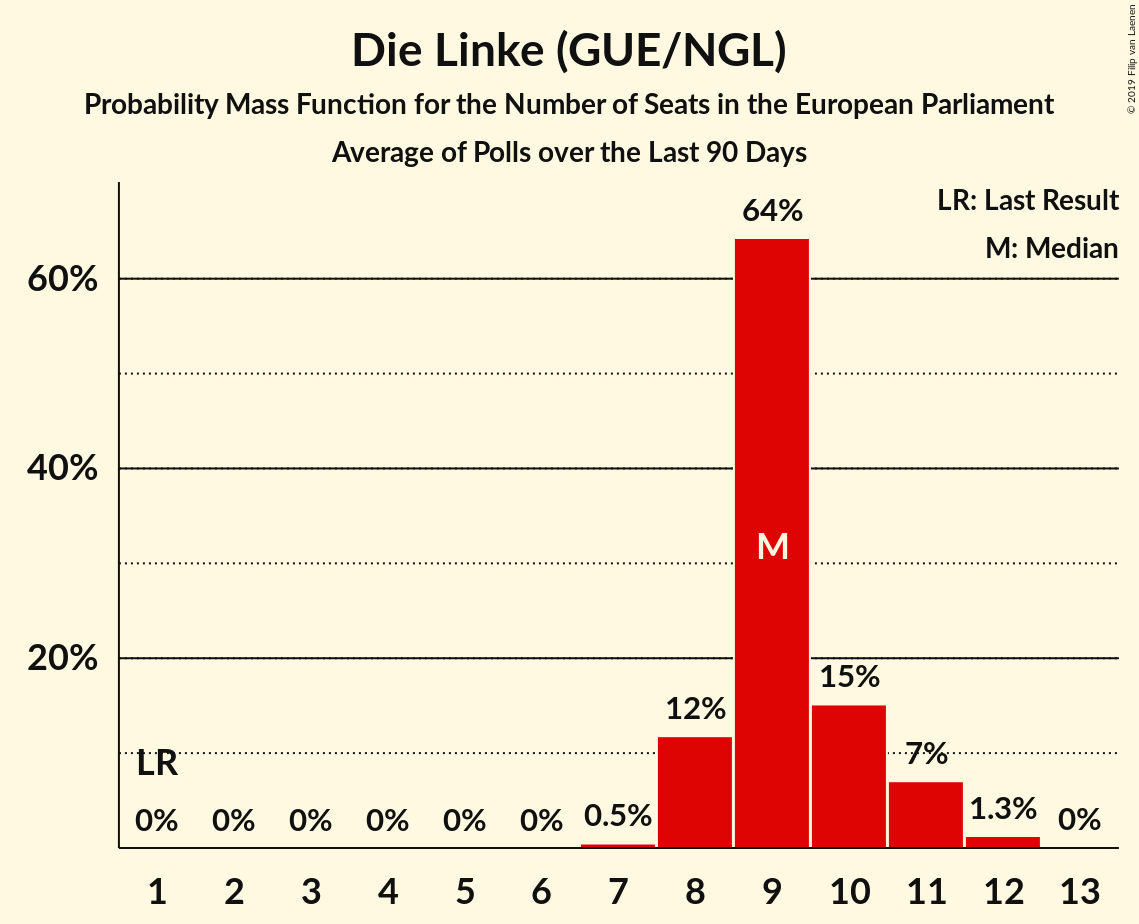 Die Linke (GUE/NGL)
Probability Mass Function for the Number of Seats in the European Parliament
Average of Polls over the Last 90 Days
© 2019 Filip van Laenen
LR: Last Result
M: Median
64%
60%
40%
M
20%
15%
12%
7%
LR
0% 0% 0% 0% 0% 0% 0.5% 1.3% 0%
1 2 3 4 5 6 7 8 9 10 11 12 13